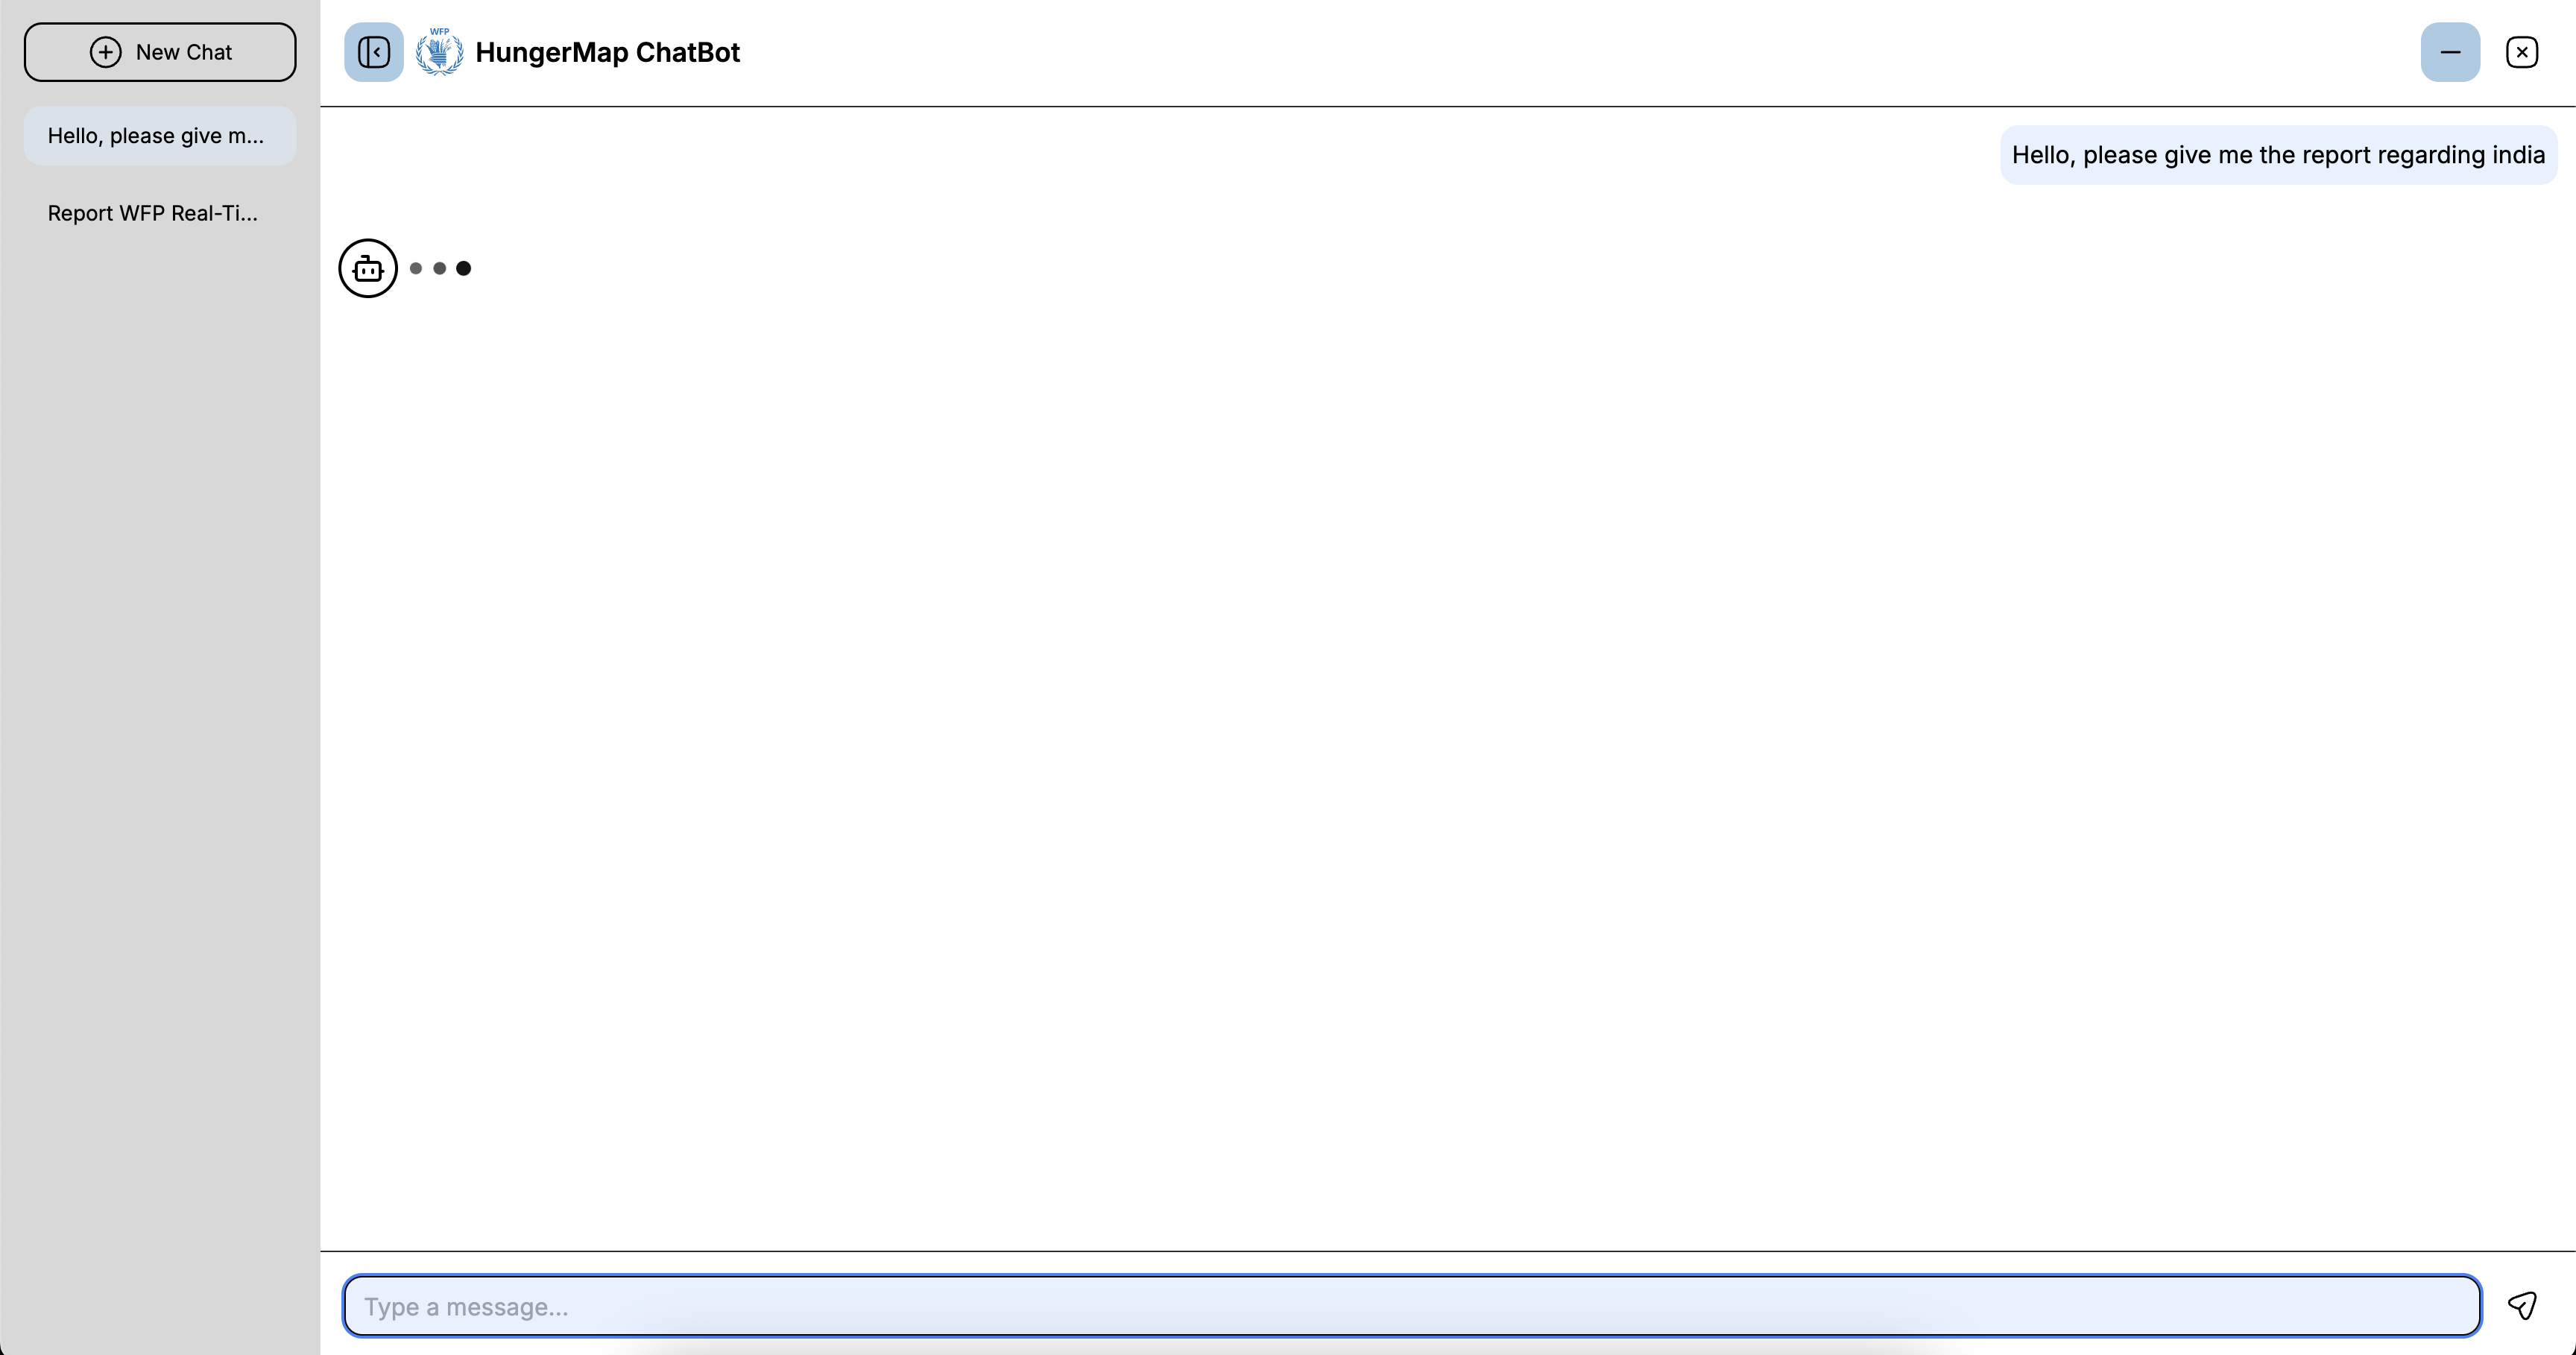 New Chat
Hello, please give m...
Report WFP Real-Ti...
WFP
HungerMap ChatBot
Hello, please give me the report regarding india
Type a message...